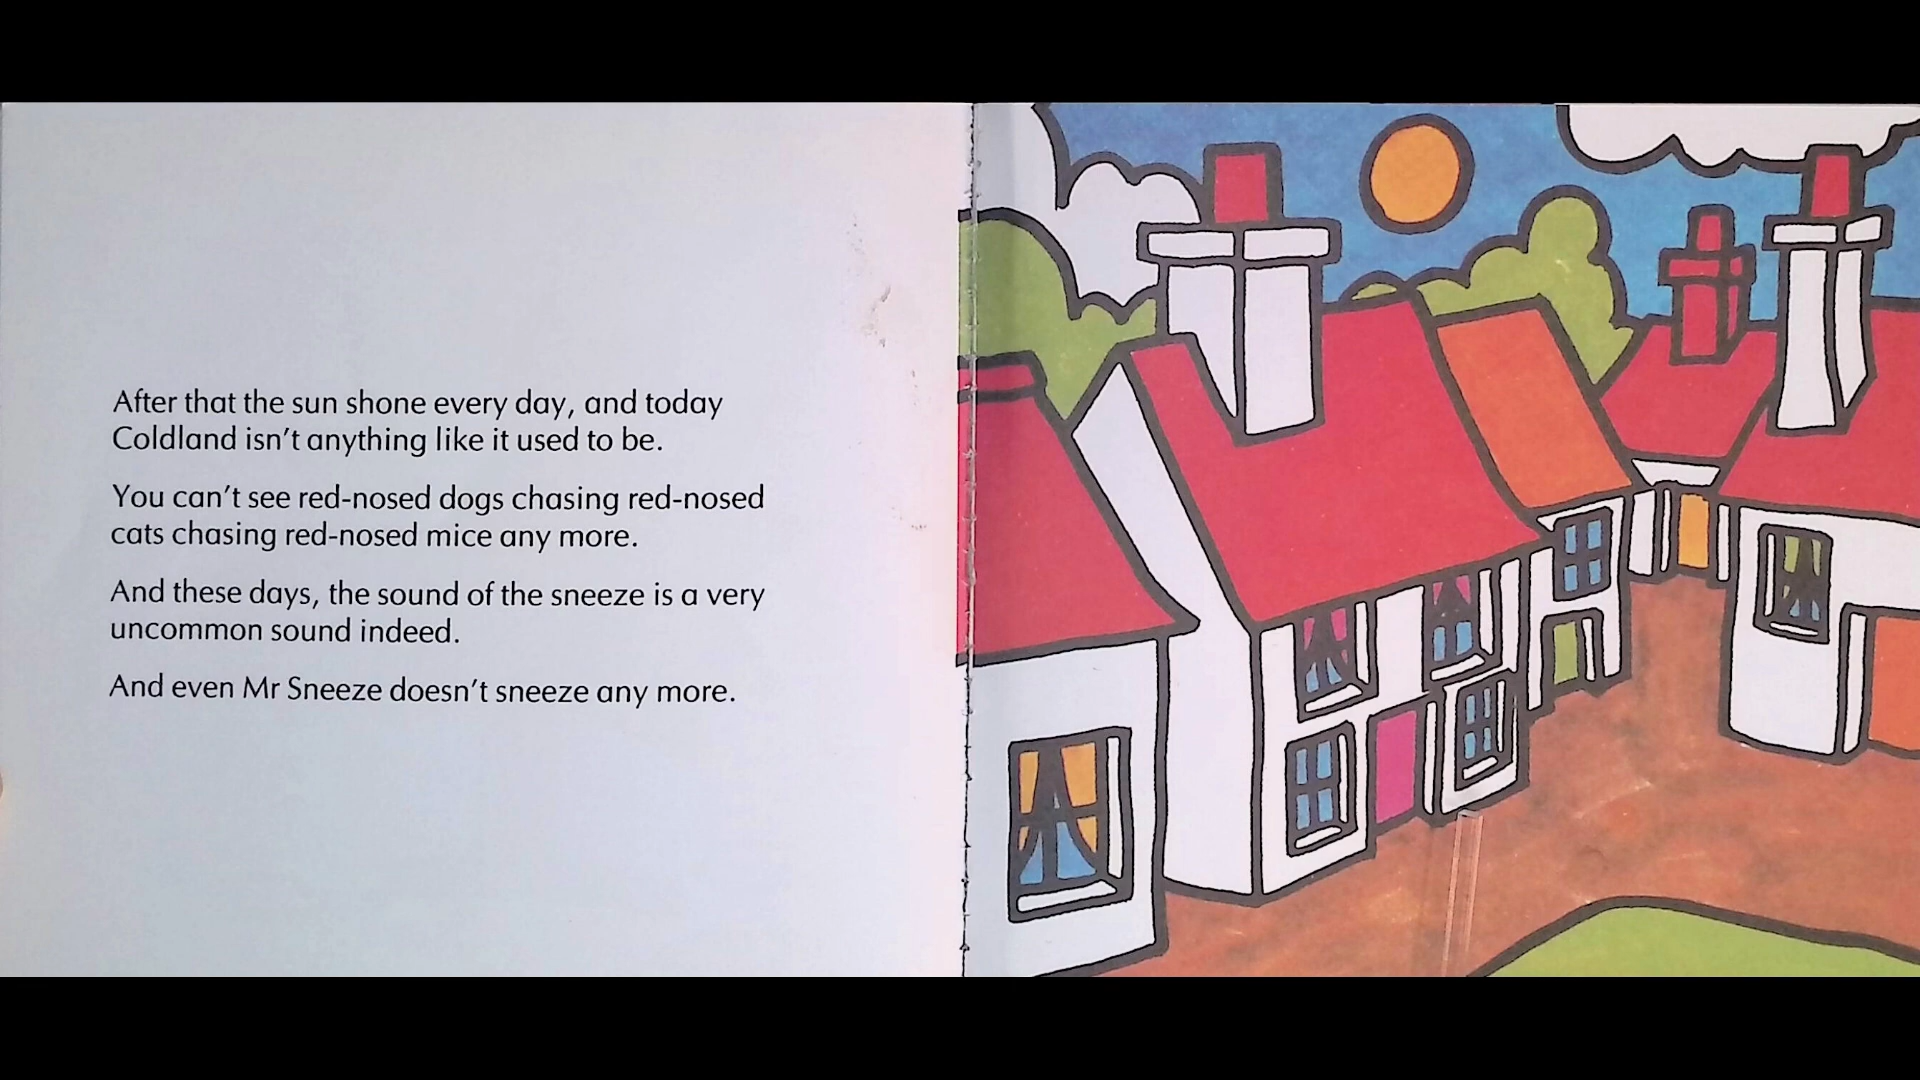 After that the sun shone every day, and today
Coldland isn't anything like it used to be.
You can't see red-nosed dogs chasing red-nosed
cats chasing red-nosed mice any more.
And these days, the sound of the sneeze is a very
uncommon sound indeed.
And even Mr Sneeze doesn't sneeze any more.